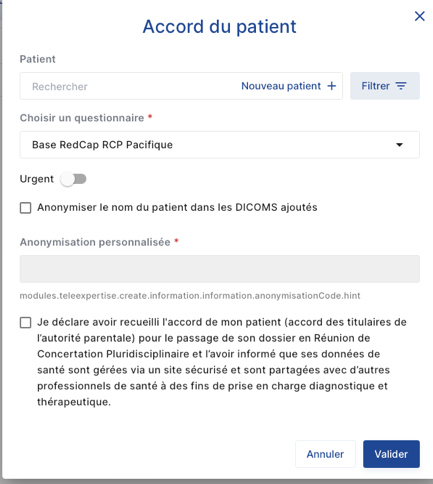 Accord du patient
Patient
Rechercher
Nouveau patient +
Filtrer
Choisir un questionnaire *
Base RedCap RCP Pacifique
Urgent
Anonymiser le nom du patient dans les DICOMS ajoutés
Anonymisation personnalisée *
modules.teleexpertise.create.information.information.anonymisationCode.hint
Je déclare avoir recueilli l'accord de mon patient (accord des titulaires de
l'autorité parentale) pour le passage de son dossier en Réunion de
Concertation Pluridisciplinaire et l'avoir informé que ses données de
santé sont gérées via un site sécurisé et sont partagées avec d'autres
professionnels de santé à des fins de prise en charge diagnostique et
thérapeutique.
Annuler
Valider